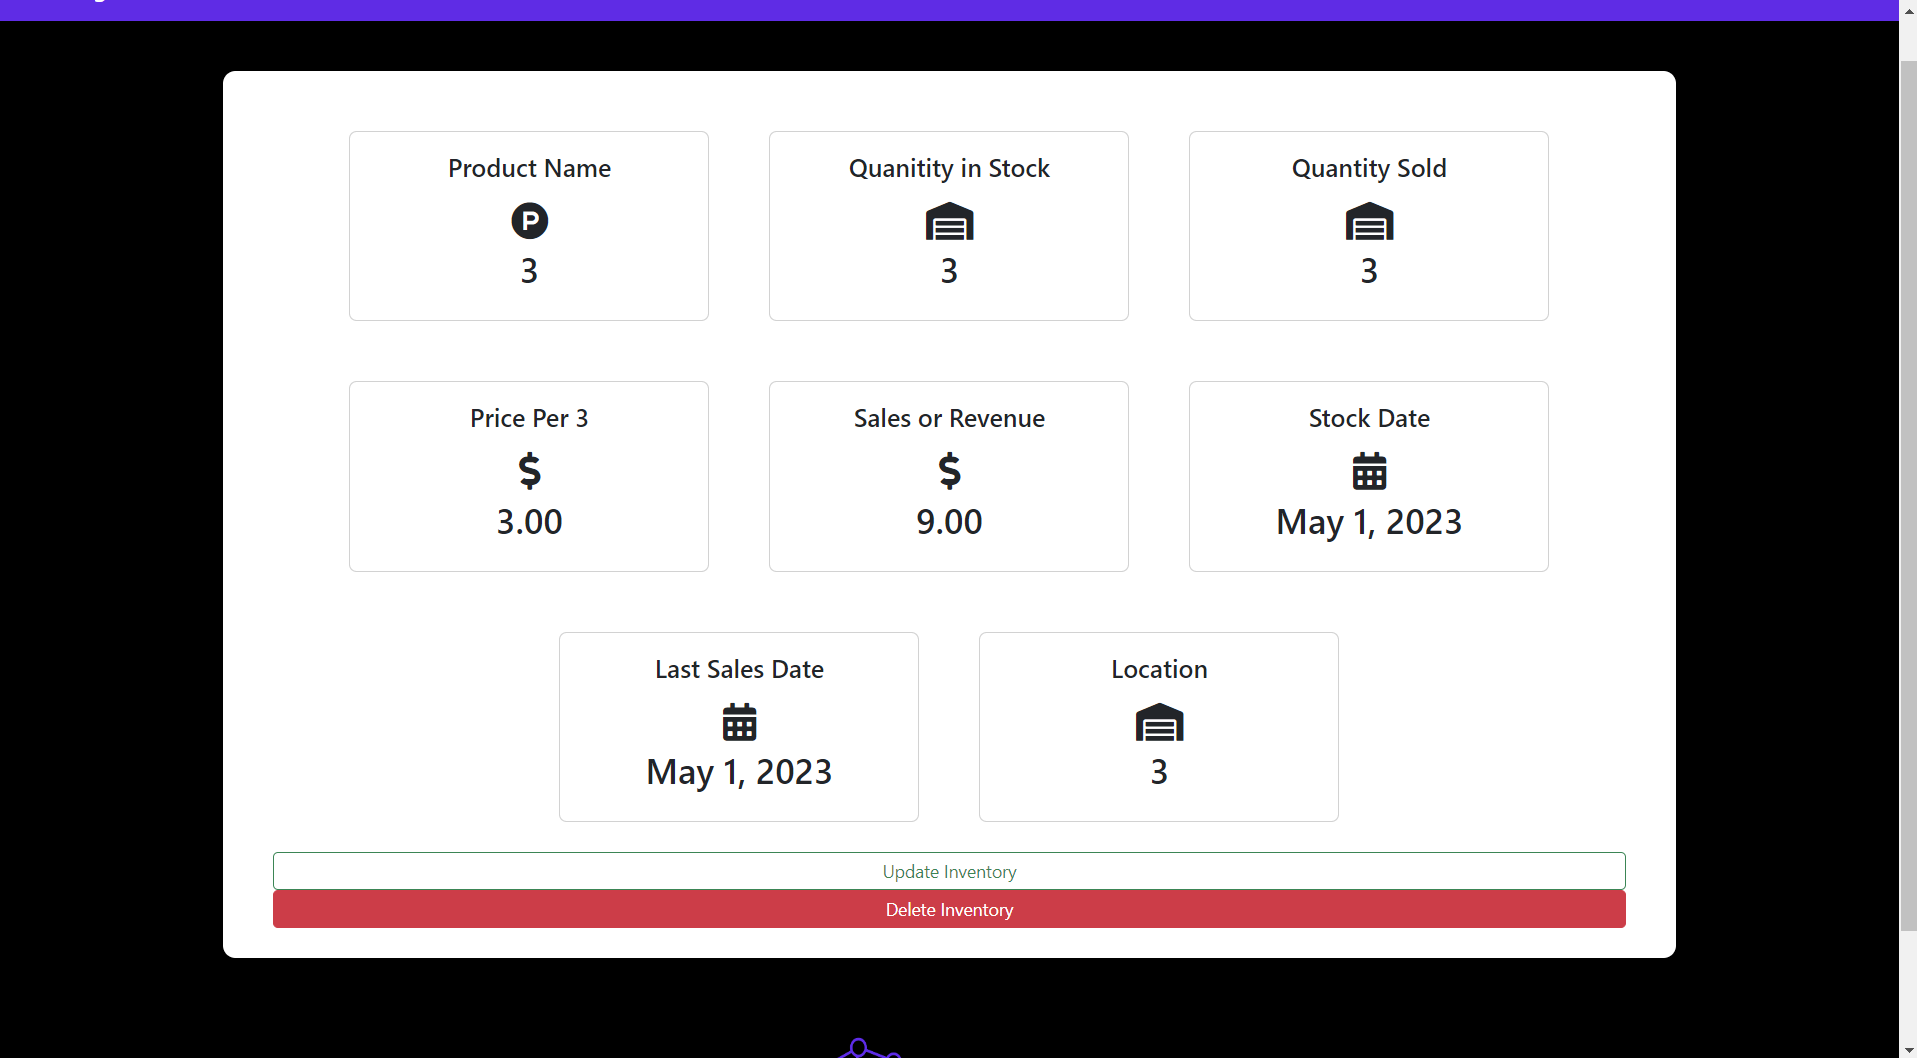 Product Name
P
3
Quanitity in Stock
3
Quantity Sold
3
Price Per 3
$
3.00
Sales or Revenue
$
9.00
Stock Date
May 1, 2023
Last Sales Date
May 1, 2023
Location
3
Update Inventory
Delete Inventory